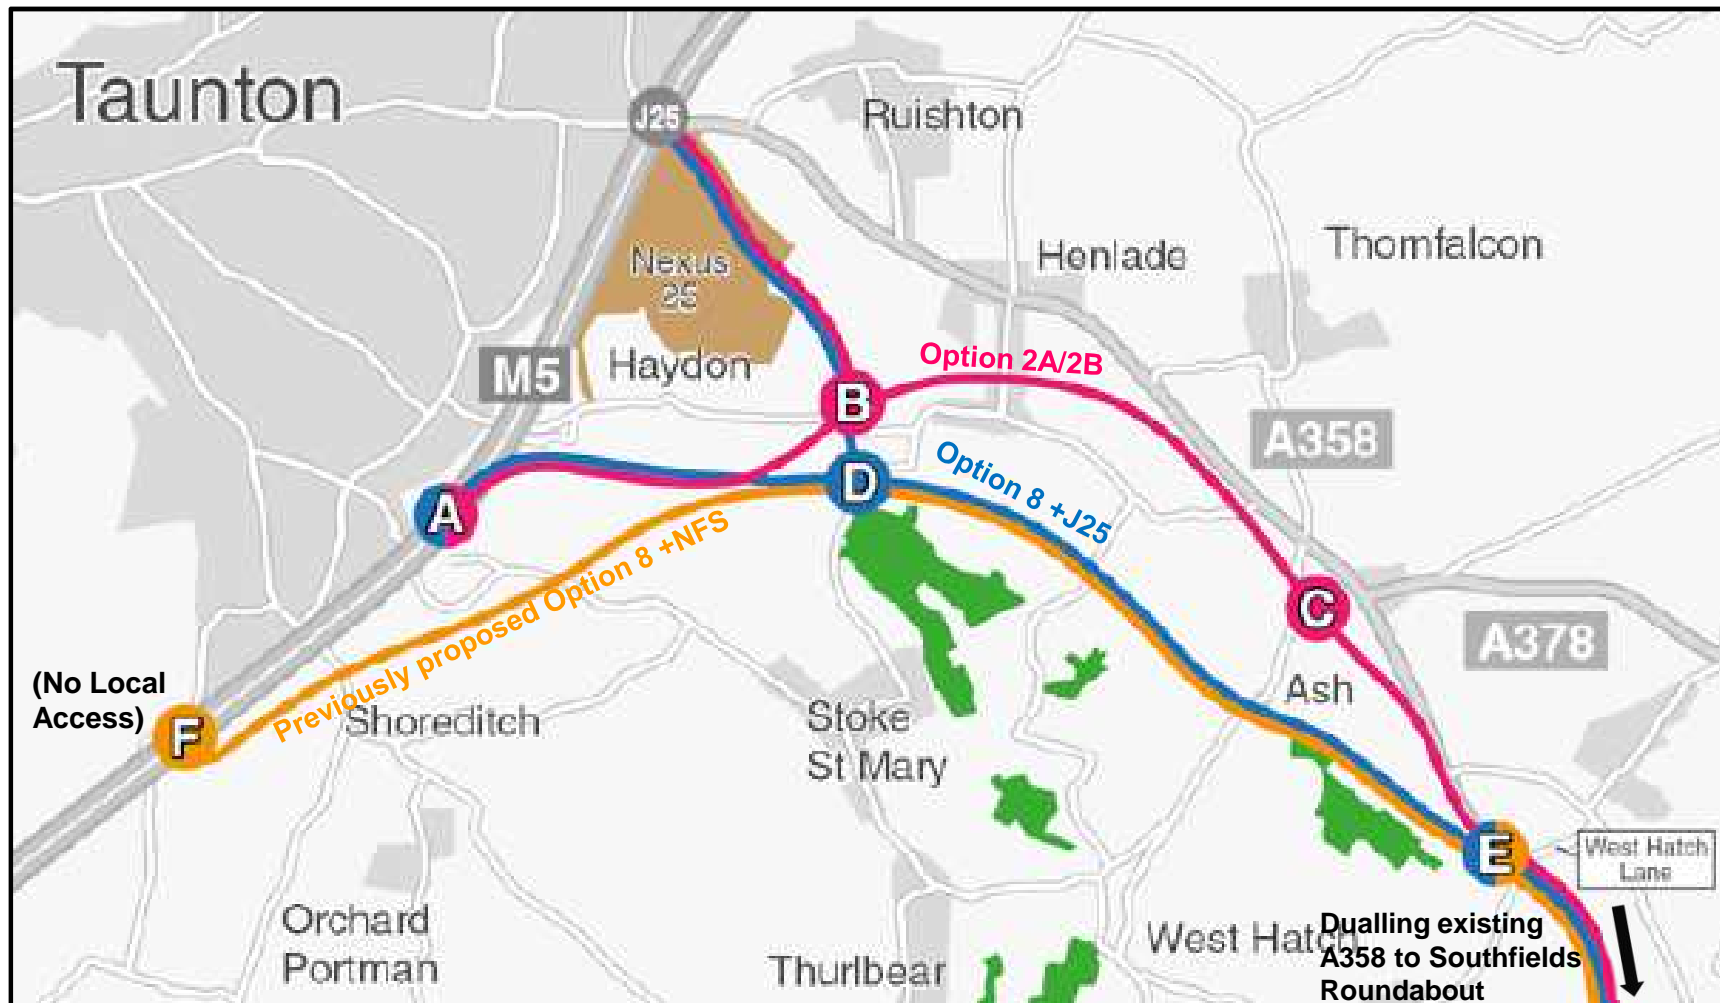 Taunton
J25
Ruishton
Nexus
25
Henlade
Thornfalcon
M5
Haydon
Option 2A/2B
B
A358
A
D
Option 8 +J25
Previously proposed Option 8 +NFS
C
A378
(No Local
Access)
F
Shoreditch
Stoke
St Mary
Ash
E
West Hatch
Lane
Orchard
Portman
Thurlbear
West Hatch
Dualling existing
A358 to Southfields
Roundabout